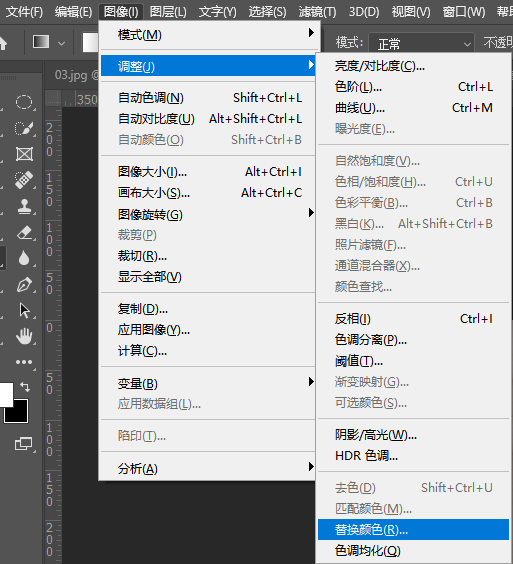 文件(F) 编辑(E) 图像(I) 图层(L) 文字(Y) 选择(S) 滤镜(T) 3D(D) 视图(V) 窗口(W) 帮助
模式: 正常 不透明
03.jpg @
350
200
150
100
50
0
50
100
150
200
模式(M)
调整(J)
自动色调(N) Shift+Ctrl+L
自动对比度(U) Alt+Shift+Ctrl+L
自动颜色(O) Shift+Ctrl+B
图像大小(I)... Alt+Ctrl+I
画布大小(S)... Alt+Ctrl+C
图像旋转(G)
裁剪(P)
裁切(R)...
显示全部(V)
复制(D)...
应用图像(Y)...
计算(C)...
变量(B)
应用数据组(L)...
陷印(T)...
分析(A)
亮度/对比度(C)...
色阶(L)... Ctrl+L
曲线(U)... Ctrl+M
曝光度(E)...
自然饱和度(V)...
色相/饱和度(H)... Ctrl+U
色彩平衡(B)... Ctrl+B
黑白(K)... Alt+Shift+Ctrl+B
照片滤镜(F)...
通道混合器(X)...
颜色查找...
反相(I) Ctrl+I
色调分离(P)...
阈值(T)...
渐变映射(G)...
可选颜色(S)...
阴影/高光(W)...
HDR 色调...
去色(D) Shift+Ctrl+U
匹配颜色(M)...
替换颜色(R)...
色调均化(Q)